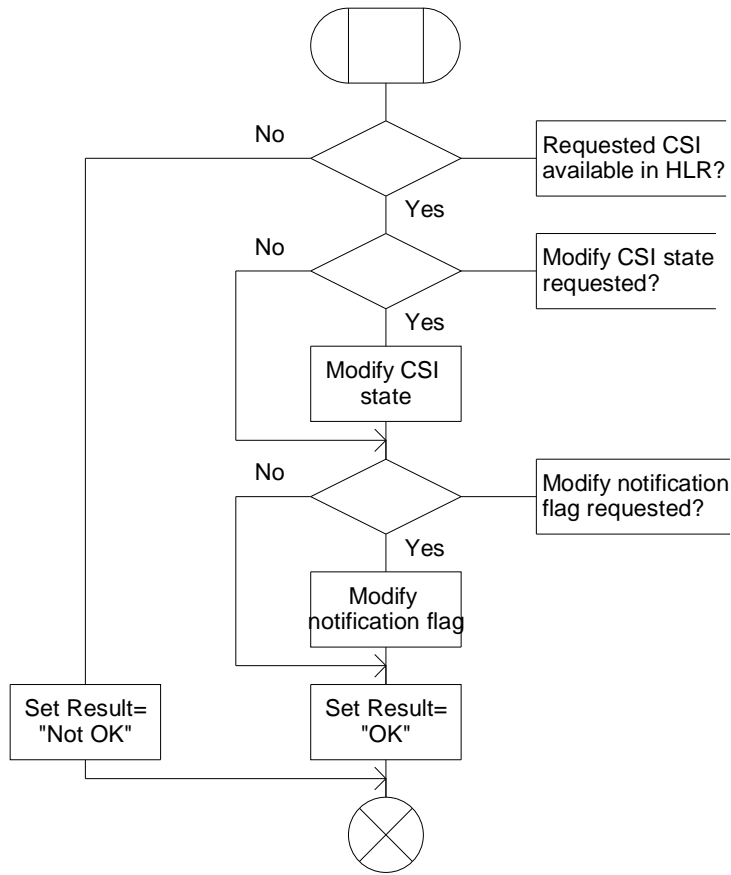 No
Requested CSI
available in HLR?
Yes
No
Modify CSI state
requested?
Yes
Modify CSI
state
No
Modify notification
flag requested?
Yes
Modify
notification flag
Set Result=
"Not OK"
Set Result=
"OK"